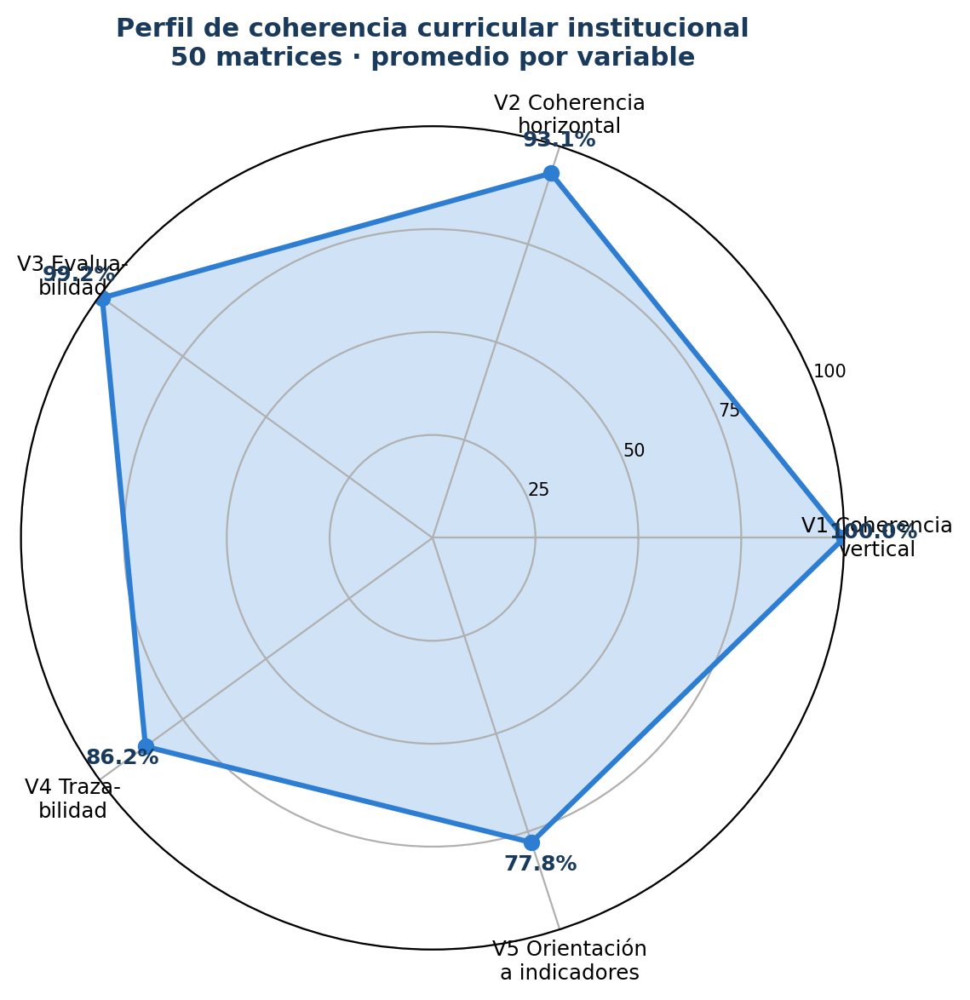 Perfil de coherencia curricular institucional
50 matrices · promedio por variable
V2 Coherencia
horizontal
93.1%
V3 Evalua-
bilidad
99.2%
100
75
50
25
V1 Coherencia
vertical
100.0%
86.2%
V4 Traza-
bilidad
77.8%
V5 Orientación
a indicadores